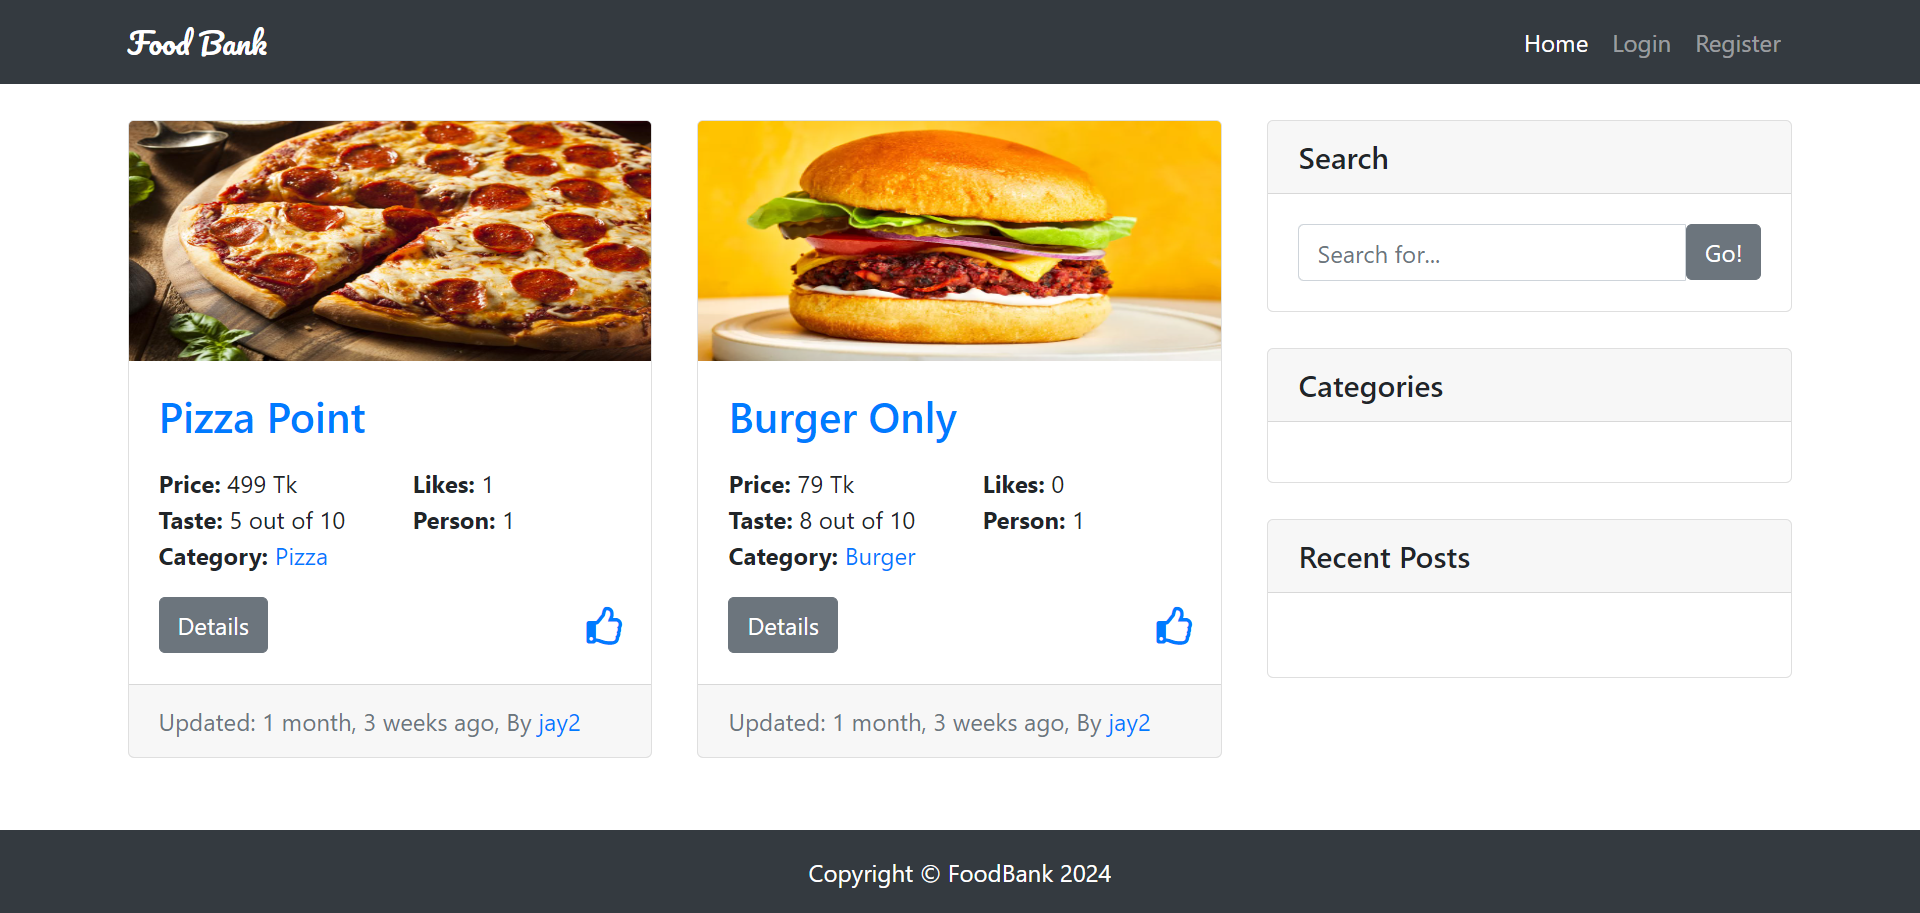 Food Bank
Home Login Register
Pizza Point
Price: 499 Tk Likes: 1
Taste: 5 out of 10 Person: 1
Category: Pizza
Details
Updated: 1 month, 3 weeks ago, By jay2
Burger Only
Price: 79 Tk Likes: 0
Taste: 8 out of 10 Person: 1
Category: Burger
Details
Updated: 1 month, 3 weeks ago, By jay2
Search
Search for... Go!
Categories
Recent Posts
Copyright © FoodBank 2024